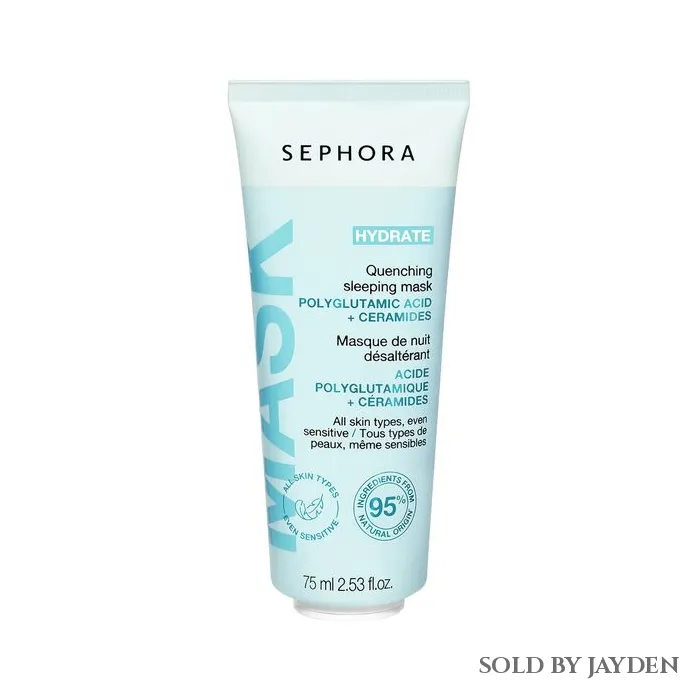 SEPHORA
MASK
HYDRATE
Quenching
sleeping mask
POLYGLUTAMIC ACID
+ CERAMIDES
Masque de nuit
désaltérant
ACIDE
POLYGLUTAMIQUE
+ CÉRAMIDES
All skin types, even
sensitive / Tous types de
peaux, même sensibles
ALL SKIN TYPES
EVEN SENSITIVE
INGREDIENTS FROM
95%
NATURAL ORIGIN
75 ml 2.53 fl.oz.
SOLD BY JAYDEN